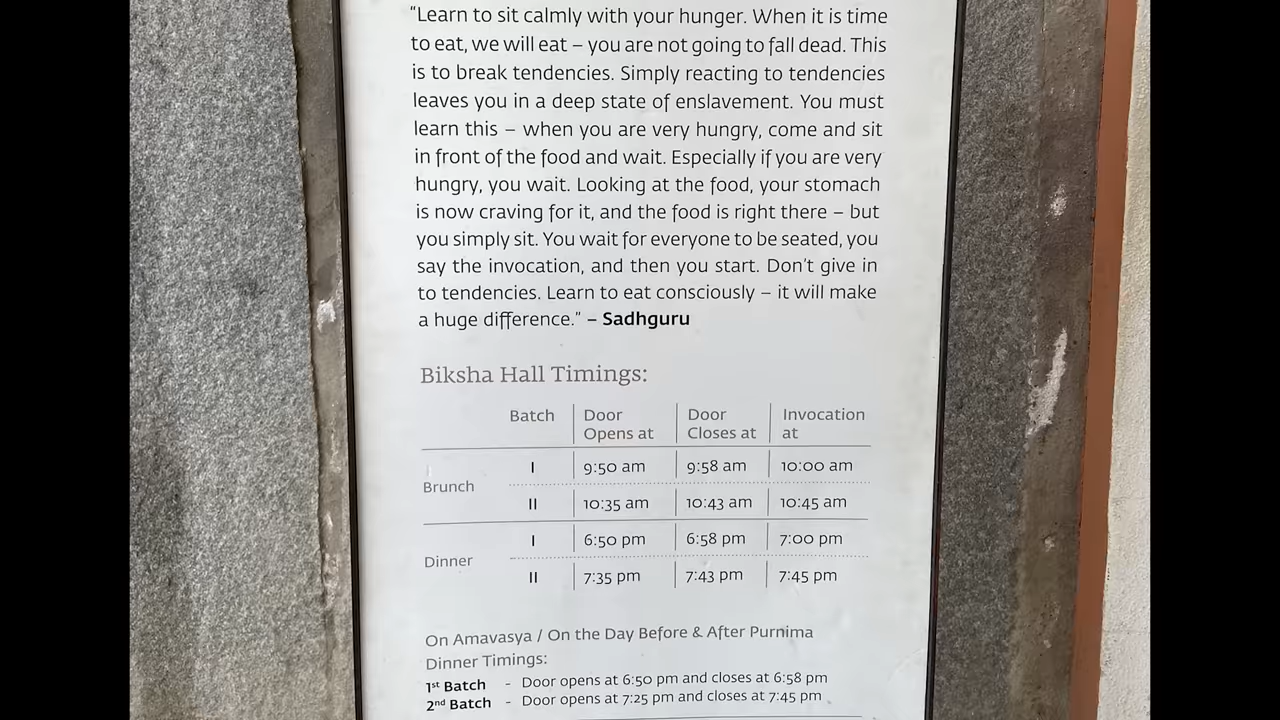 “Learn to sit calmly with your hunger. When it is time
to eat, we will eat – you are not going to fall dead. This
is to break tendencies. Simply reacting to tendencies
leaves you in a deep state of enslavement. You must
learn this – when you are very hungry, come and sit
in front of the food and wait. Especially if you are very
hungry, you wait. Looking at the food, your stomach
is now craving for it, and the food is right there – but
you simply sit. You wait for everyone to be seated, you
say the invocation, and then you start. Don’t give in
to tendencies. Learn to eat consciously – it will make
a huge difference.” – Sadhguru
Biksha Hall Timings:
Batch Door Opens at Door Closes at Invocation at
Brunch
I 9:50 am 9:58 am 10:00 am
II 10:35 am 10:43 am 10:45 am
Dinner
I 6:50 pm 6:58 pm 7:00 pm
II 7:35 pm 7:43 pm 7:45 pm
On Amavasya / On the Day Before & After Purnima
Dinner Timings:
1st Batch - Door opens at 6:50 pm and closes at 6:58 pm
2nd Batch - Door opens at 7:25 pm and closes at 7:45 pm